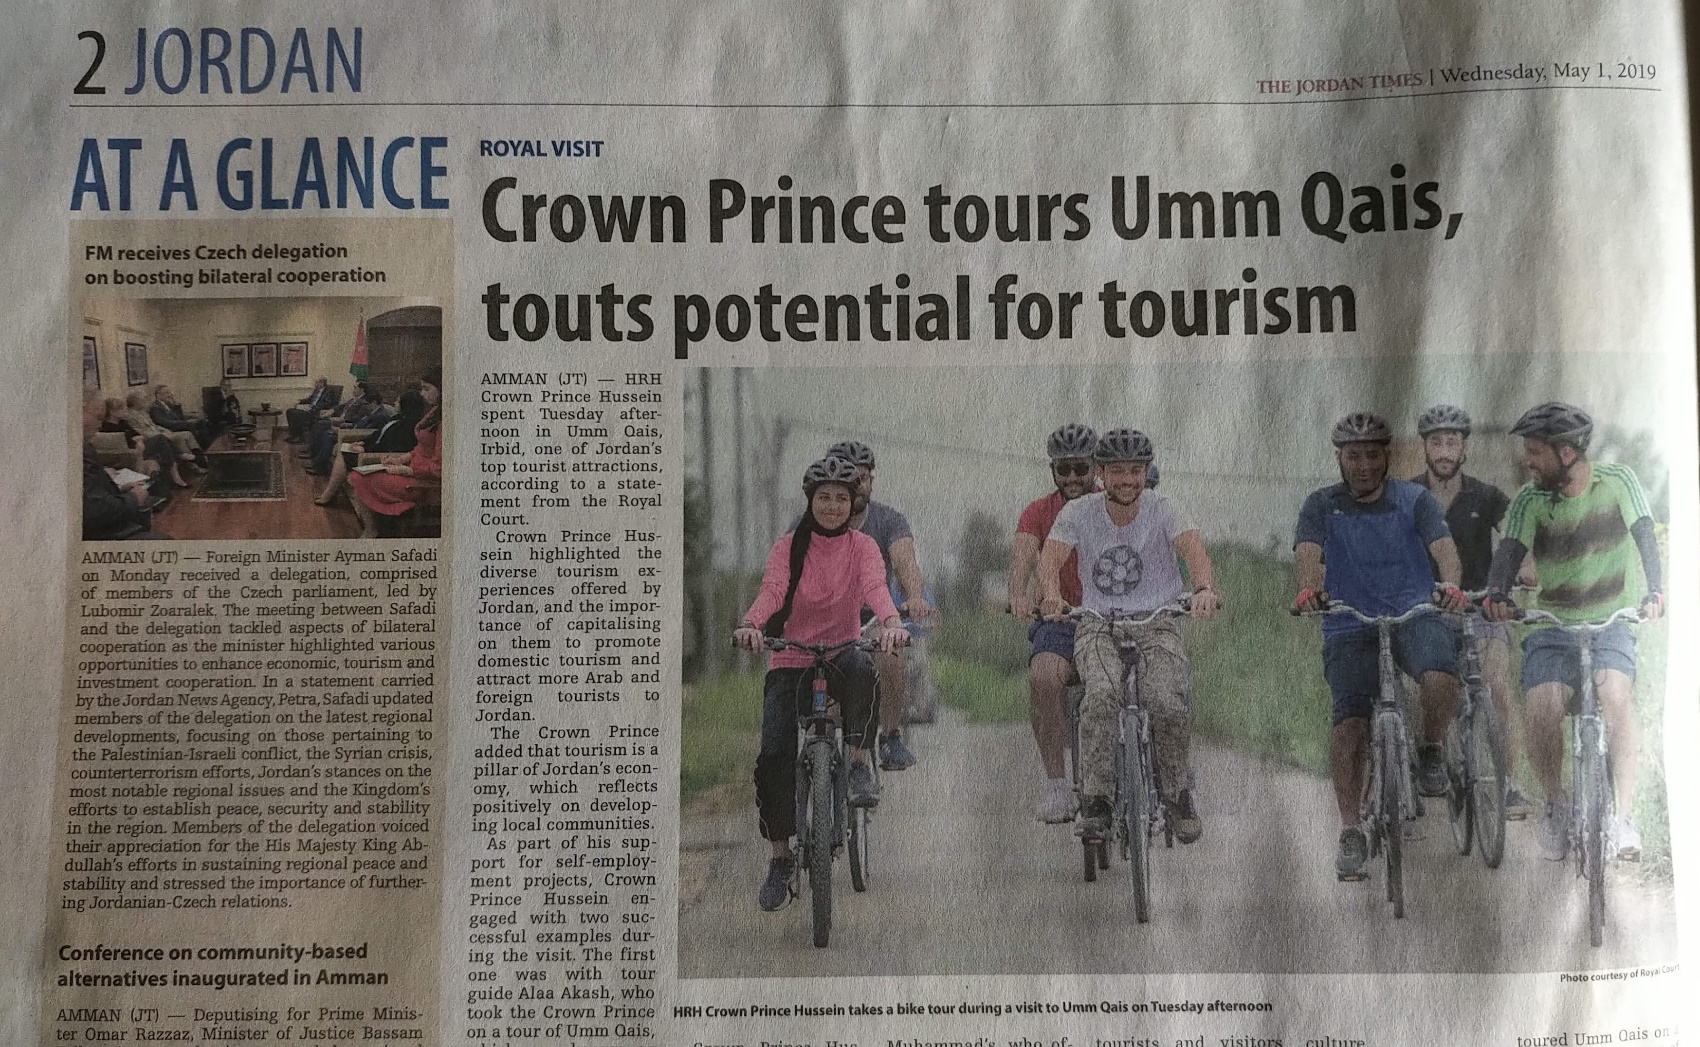 2 JORDAN
THE JORDAN TIMES | Wednesday, May 1, 2019
AT A GLANCE
FM receives Czech delegation
on boosting bilateral cooperation
AMMAN (JT) — Foreign Minister Ayman Safadi
on Monday received a delegation, comprised
of members of the Czech parliament, led by
Lubomir Zoaralek. The meeting between Safadi
and the delegation tackled aspects of bilateral
cooperation as the minister highlighted various
opportunities to enhance economic, tourism and
investment cooperation. In a statement carried
by the Jordan News Agency, Petra, Safadi updated
members of the delegation on the latest regional
developments, focusing on those pertaining to
the Palestinian-Israeli conflict, the Syrian crisis,
counterterrorism efforts, Jordan's stances on the
most notable regional issues and the Kingdom's
efforts to establish peace, security and stability
in the region. Members of the delegation voiced
their appreciation for the His Majesty King Ab-
dullah's efforts in sustaining regional peace and
stability and stressed the importance of further-
ing Jordanian-Czech relations.
Conference on community-based
alternatives inaugurated in Amman
AMMAN (JT) — Deputising for Prime Minis-
ter Omar Razzaz, Minister of Justice Bassam
ROYAL VISIT
Crown Prince tours Umm Qais,
touts potential for tourism
AMMAN (JT) — HRH
Crown Prince Hussein
spent Tuesday after-
noon in Umm Qais,
Irbid, one of Jordan's
top tourist attractions,
according to a state-
ment from the Royal
Court.
Crown Prince Hus-
sein highlighted the
diverse tourism ex-
periences offered by
Jordan, and the impor-
tance of capitalising
on them to promote
domestic tourism and
attract more Arab and
foreign tourists to
Jordan.
The Crown Prince
added that tourism is a
pillar of Jordan's econ-
omy, which reflects
positively on develop-
ing local communities.
As part of his sup-
port for self-employ-
ment projects, Crown
Prince Hussein en-
gaged with two suc-
cessful examples dur-
ing the visit. The first
one was with tour
guide Alaa Akash, who
took the Crown Prince
on a tour of Umm Qais,
Photo courtesy of Royal Court
HRH Crown Prince Hussein takes a bike tour during a visit to Umm Qais on Tuesday afternoon
Crown Prince Hus-
Muhammad's who of-
tourists and visitors
culture
toured Umm Qais on